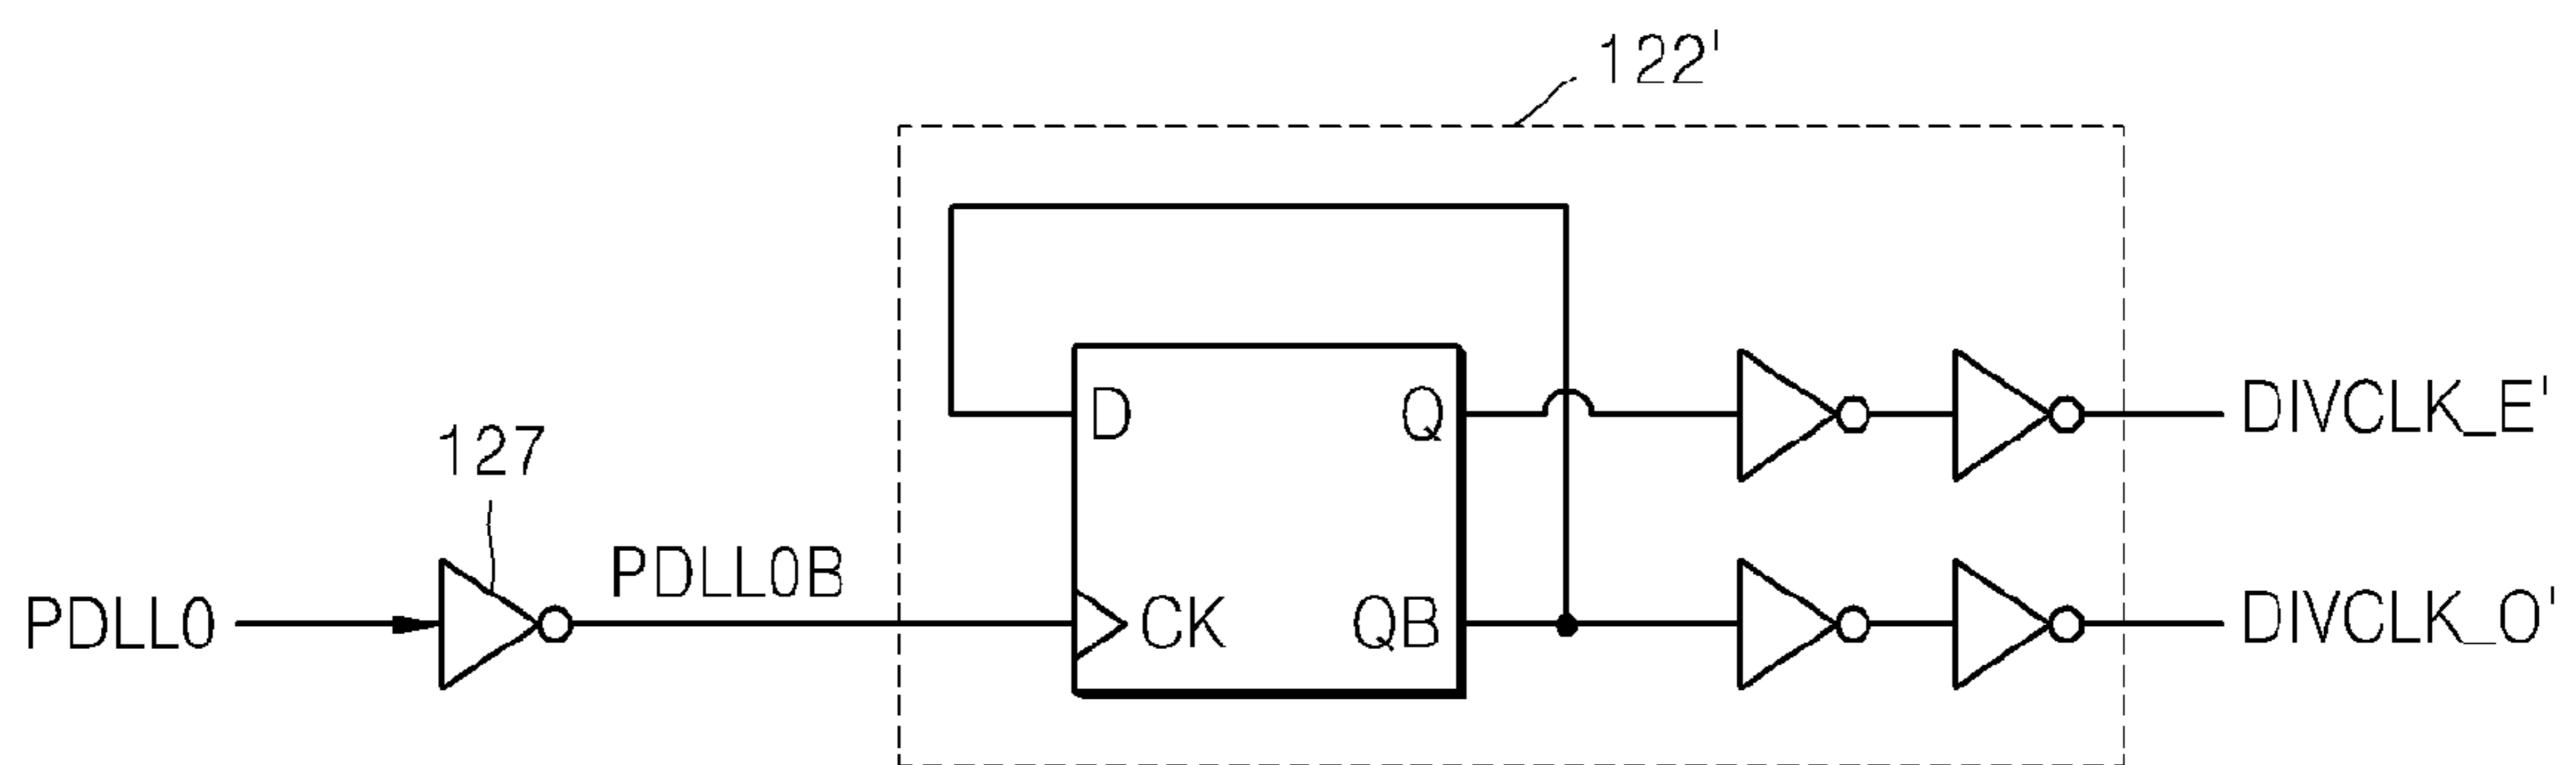 122'
D
Q
DIVCLK_E'
127
PDLL0
PDLL0B
CK
QB
DIVCLK_O'